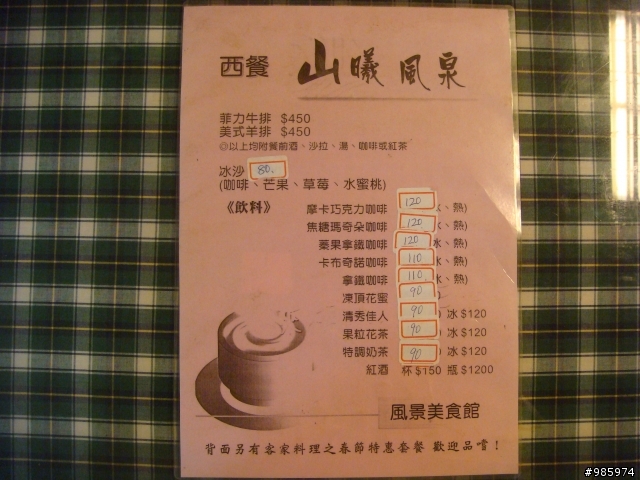 西餐 山曦風泉
菲力牛排 $450
美式羊排 $450
◎以上均附餐前酒、沙拉、湯、咖啡或紅茶
冰沙 80.
(咖啡、芒果、草莓、水蜜桃)
《飲料》 摩卡巧克力咖啡 120 、熱)
焦糖瑪奇朵咖啡 120 、熱)
藥果拿鐵咖啡 120 冰、熱)
卡布奇諾咖啡 110 、熱)
拿鐵咖啡 110 、熱)
凍頂花蜜 90 )
清秀佳人 90 冰$120
果粒花茶 90 冰$120
特調奶茶 90 冰$120
紅酒 杯$150 瓶$1200
風景美食館
背面另有客家料理之春節特惠套餐 歡迎品嚐!
#985974